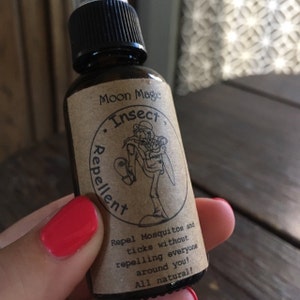 Moon Magic
Insect
Repellent
Repel Mosquitos and
ticks without
repelling everyone
around you!
All natural!